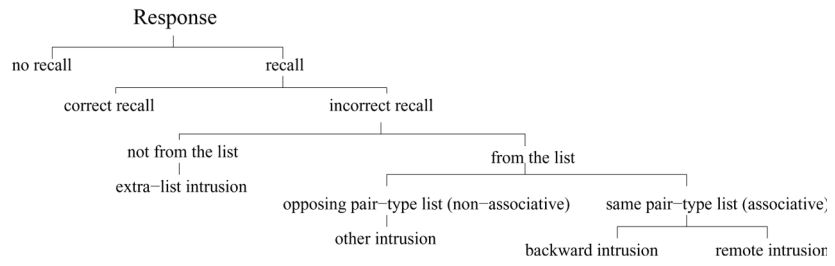 Response
no recall
recall
correct recall
incorrect recall
not from the list
from the list
extra−list intrusion
opposing pair−type list (non−associative)
same pair−type list (associative)
other intrusion
backward intrusion
remote intrusion